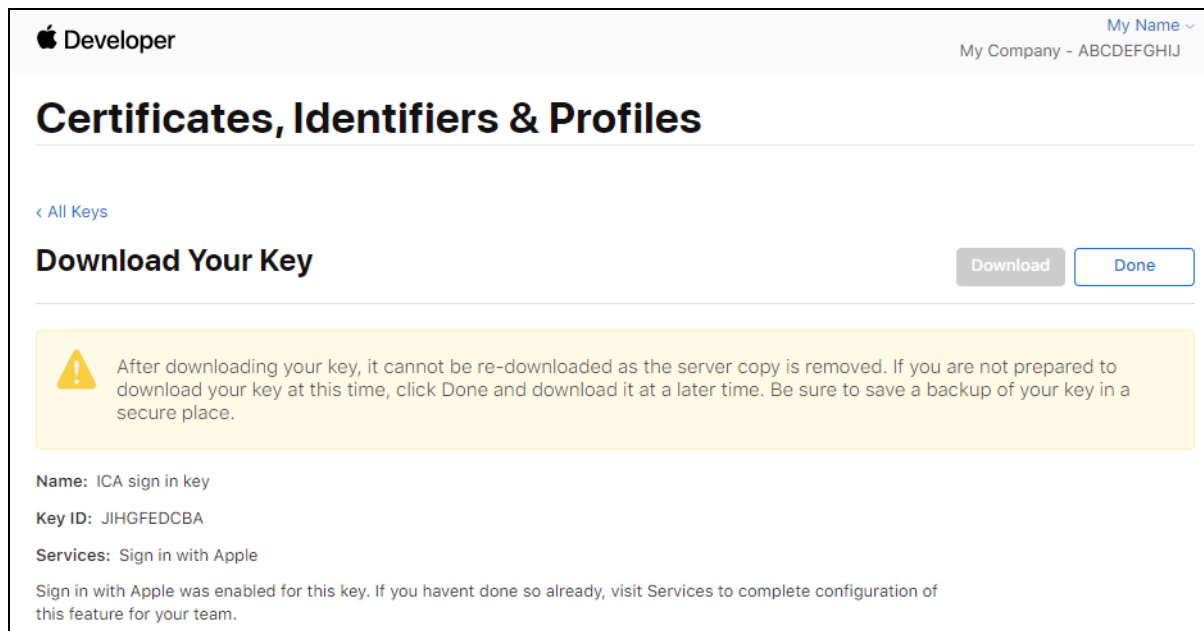 Developer
My Name
My Company - ABCDEFGHIJ
Certificates, Identifiers & Profiles
‹ All Keys
Download Your Key
Download
Done
After downloading your key, it cannot be re-downloaded as the server copy is removed. If you are not prepared to
download your key at this time, click Done and download it at a later time. Be sure to save a backup of your key in a
secure place.
Name: ICA sign in key
Key ID: JIHGFEDCBA
Services: Sign in with Apple
Sign in with Apple was enabled for this key. If you havent done so already, visit Services to complete configuration of
this feature for your team.